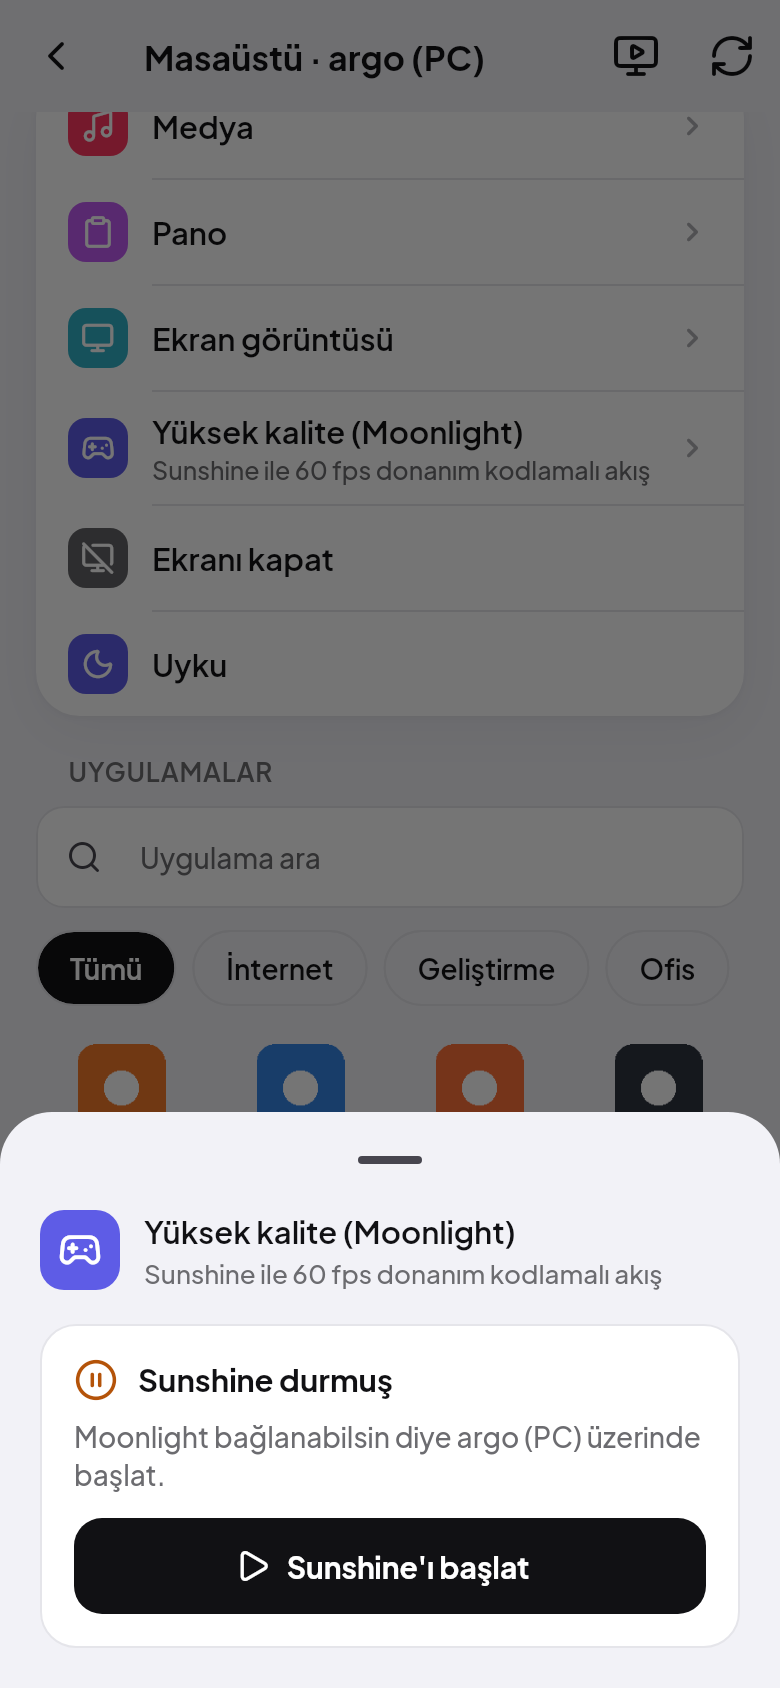 Masaüstü · argo (PC)
Medya
Pano
Ekran görüntüsü
Yüksek kalite (Moonlight)
Sunshine ile 60 fps donanım kodlamalı akış
Ekranı kapat
Uyku
UYGULAMALAR
Uygulama ara
Tümü
İnternet
Geliştirme
Ofis
Yüksek kalite (Moonlight)
Sunshine ile 60 fps donanım kodlamalı akış
Sunshine durmuş
Moonlight bağlanabilsin diye argo (PC) üzerinde
başlat.
Sunshine'ı başlat